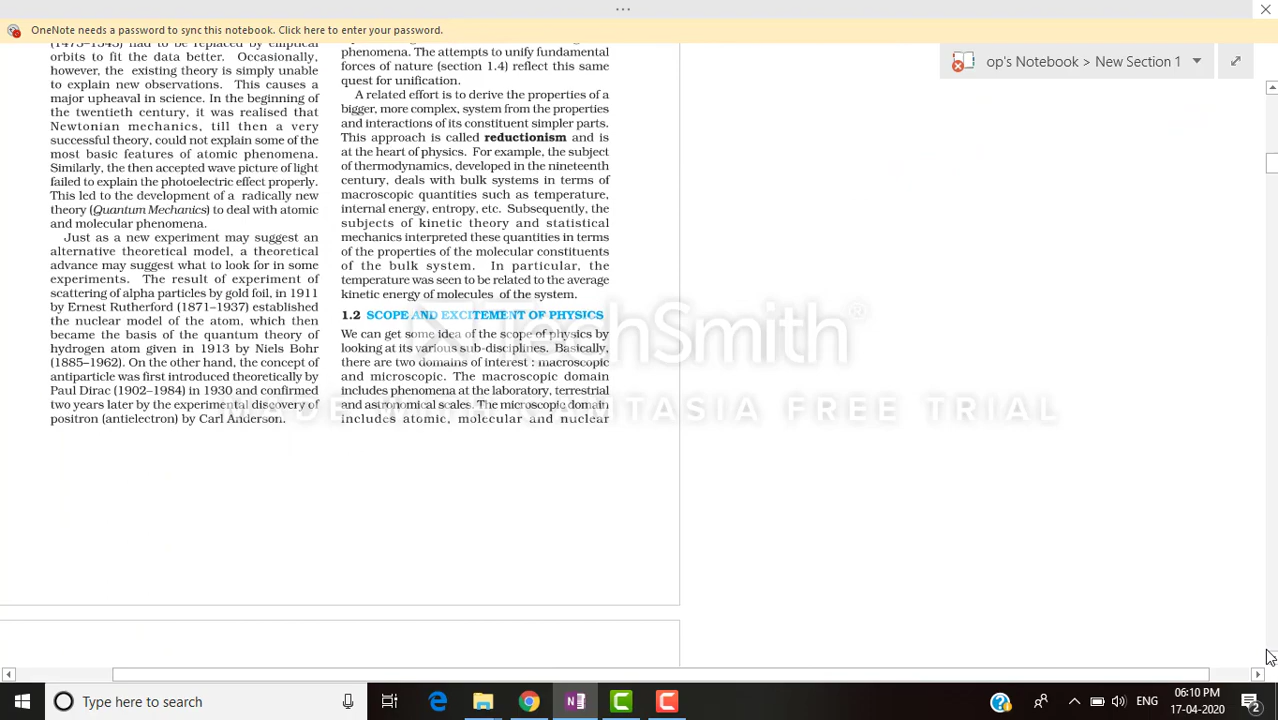 OneNote needs a password to sync this notebook. Click here to enter your password.
op's Notebook > New Section 1
(1473–1543) had to be replaced by elliptical
orbits to fit the data better. Occasionally,
however, the existing theory is simply unable
to explain new observations. This causes a
major upheaval in science. In the beginning of
the twentieth century, it was realised that
Newtonian mechanics, till then a very
successful theory, could not explain some of the
most basic features of atomic phenomena.
Similarly, the then accepted wave picture of light
failed to explain the photoelectric effect properly.
This led to the development of a radically new
theory (Quantum Mechanics) to deal with atomic
and molecular phenomena.
Just as a new experiment may suggest an
alternative theoretical model, a theoretical
advance may suggest what to look for in some
experiments. The result of experiment of
scattering of alpha particles by gold foil, in 1911
by Ernest Rutherford (1871–1937) established
the nuclear model of the atom, which then
became the basis of the quantum theory of
hydrogen atom given in 1913 by Niels Bohr
(1885–1962). On the other hand, the concept of
antiparticle was first introduced theoretically by
Paul Dirac (1902–1984) in 1930 and confirmed
two years later by the experimental discovery of
positron (antielectron) by Carl Anderson.
phenomena. The attempts to unify fundamental
forces of nature (section 1.4) reflect this same
quest for unification.
A related effort is to derive the properties of a
bigger, more complex, system from the properties
and interactions of its constituent simpler parts.
This approach is called reductionism and is
at the heart of physics. For example, the subject
of thermodynamics, developed in the nineteenth
century, deals with bulk systems in terms of
macroscopic quantities such as temperature,
internal energy, entropy, etc. Subsequently, the
subjects of kinetic theory and statistical
mechanics interpreted these quantities in terms
of the properties of the molecular constituents
of the bulk system. In particular, the
temperature was seen to be related to the average
kinetic energy of molecules of the system.
1.2 SCOPE AND EXCITEMENT OF PHYSICS
We can get some idea of the scope of physics by
looking at its various sub-disciplines. Basically,
there are two domains of interest : macroscopic
and microscopic. The macroscopic domain
includes phenomena at the laboratory, terrestrial
and astronomical scales. The microscopic domain
includes atomic, molecular and nuclear
TechSmith®
CAMTASIA FREE TRIAL
Type here to search
ENG
06:10 PM
17-04-2020
2